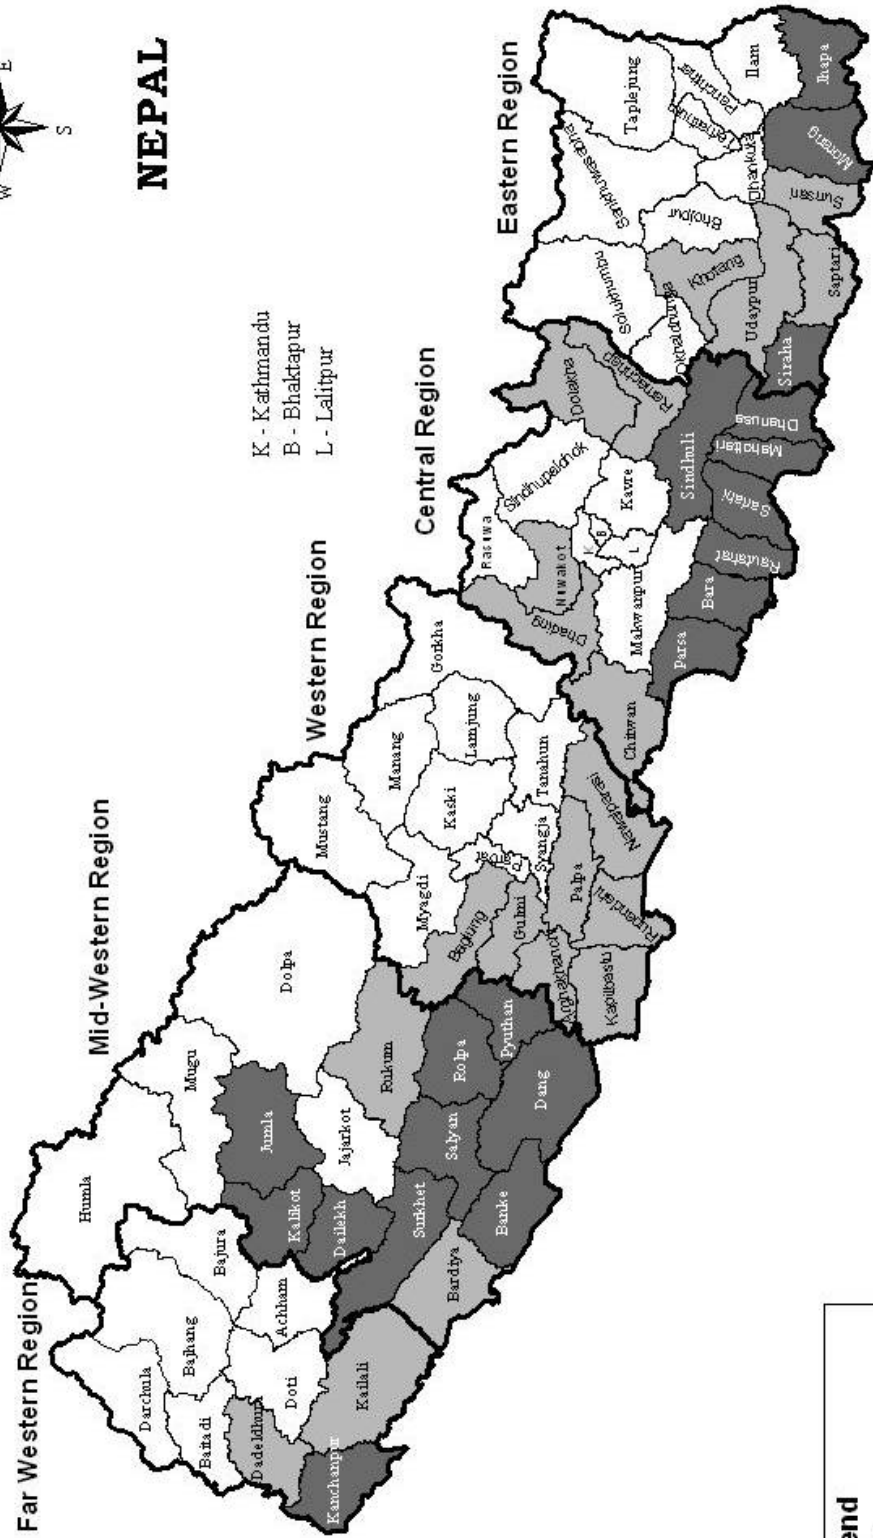 NEPAL
W
E
S
K - Kathmandu
B - Bhaktapur
L - Lalitpur
Far Western Region
Mid-Western Region
Western Region
Central Region
Eastern Region
Darchula
Bajhang
Bajura
Baitadi
Dadeldhura
Doti
Achham
Kanchanpur
Kailali
Humla
Mugu
Dolpa
Jumla
Kalikot
Dailekh
Jajarkot
Rukum
Surkhet
Salyan
Rolpa
Pyuthan
Bardiya
Banke
Dang
Mustang
Manang
Gorkha
Myagdi
Kaski
Lamjung
Baglung
Parbat
Syangja
Tanahun
Gulmi
Palpa
Arghakhanchi
Kapilbastu
Rupandehi
Nawalparasi
Rasuwa
Sindhupalchok
Dolakha
Ramechhap
Dhading
Nuwakot
K
B
L
Kavre
Makwanpur
Chitwan
Sindhuli
Parsa
Bara
Rautahat
Sarlahi
Mahottari
Dhanusa
Solukhumbu
Sankhuwasabha
Taplejung
Okhaldhunga
Khotang
Bhojpur
Terhathum
Panchthar
Dhankuta
Ilam
Udaypur
Siraha
Saptari
Sunsari
Morang
Jhapa
end